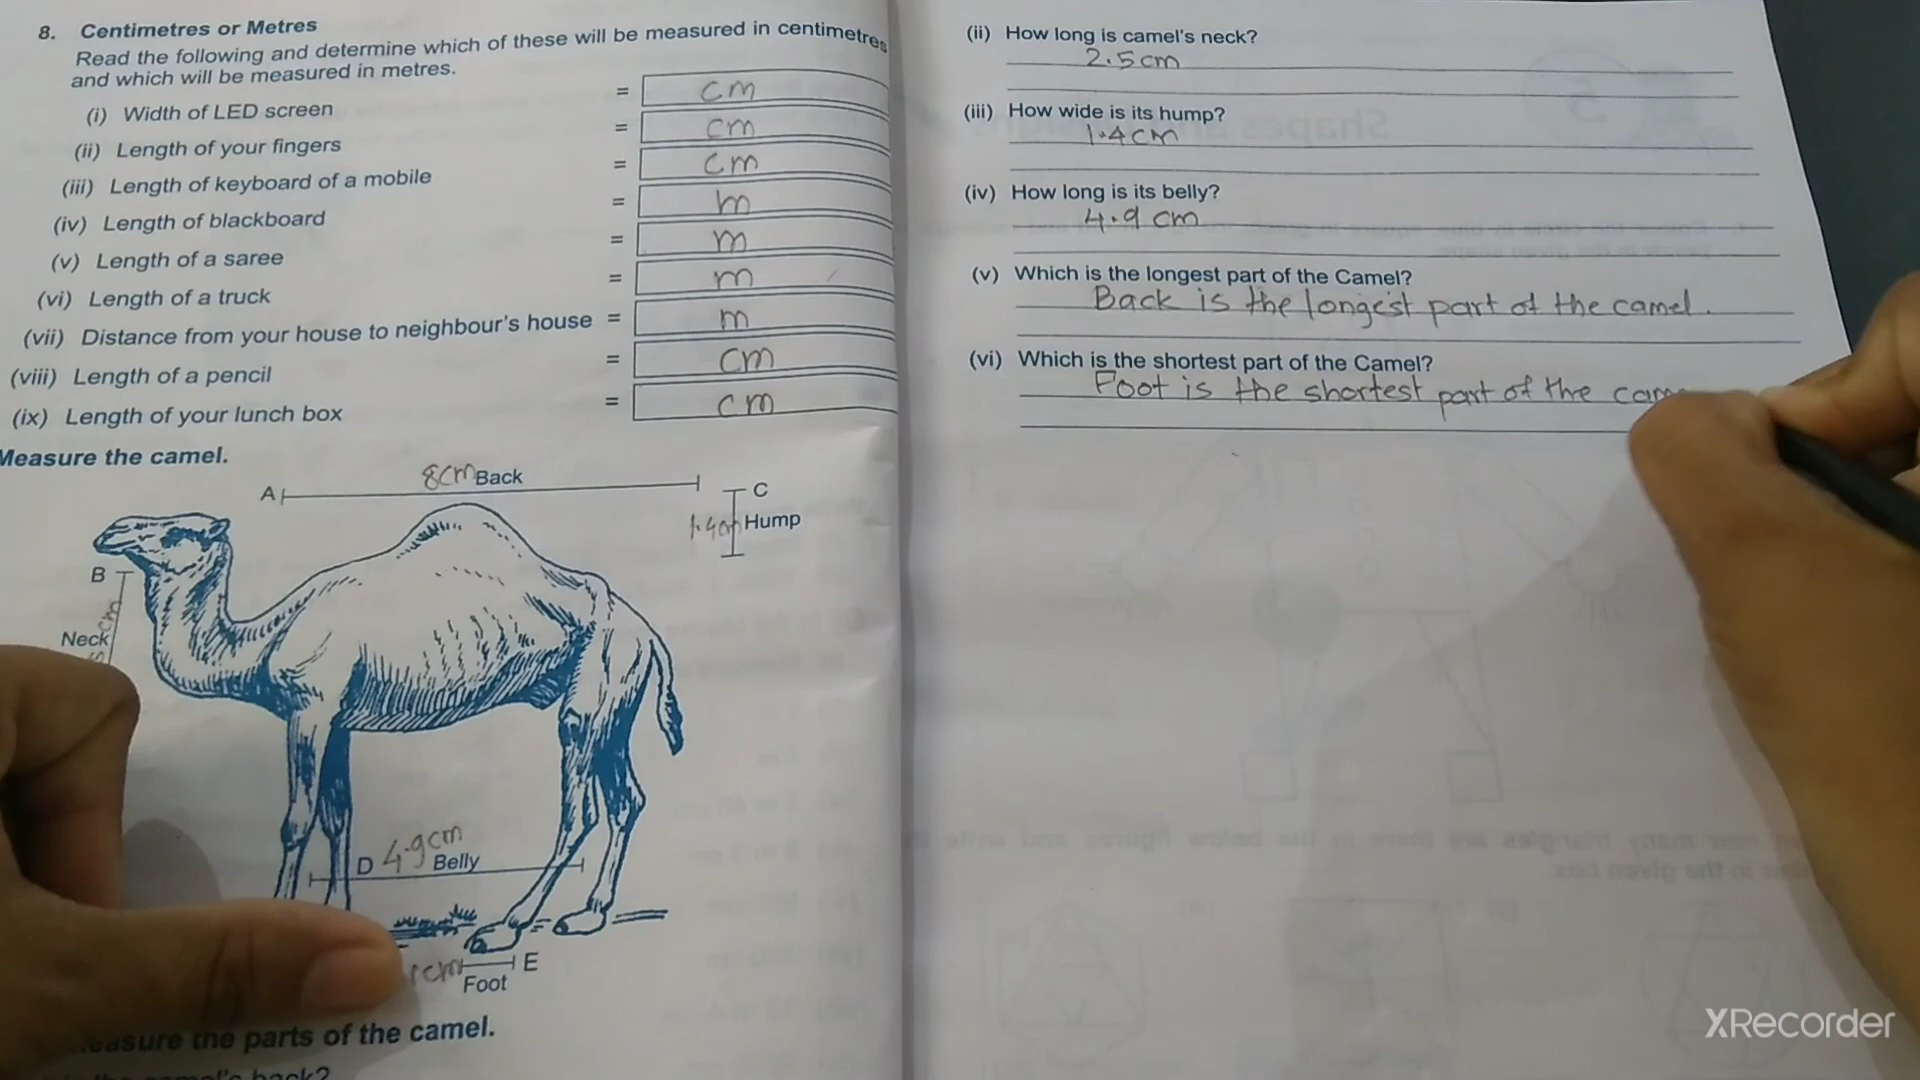 8. Centimetres or Metres
Read the following and determine which of these will be measured in centimetres
and which will be measured in metres.
(i) Width of LED screen = cm
(ii) Length of your fingers = cm
(iii) Length of keyboard of a mobile = cm
(iv) Length of blackboard = m
(v) Length of a saree = m
(vi) Length of a truck = m
(vii) Distance from your house to neighbour's house = m
(viii) Length of a pencil = cm
(ix) Length of your lunch box = cm
Measure the camel.
A 8cm Back
C
1.4cm Hump
B
Neck cm
D 4.9cm Belly
1cm E
Foot
the parts of the camel.
camel's back?
(ii) How long is camel's neck?
2.5cm
(iii) How wide is its hump?
1.4cm
(iv) How long is its belly?
4.9 cm
(v) Which is the longest part of the Camel?
Back is the longest part of the camel.
(vi) Which is the shortest part of the Camel?
Foot is the shortest part of the
XRecorder